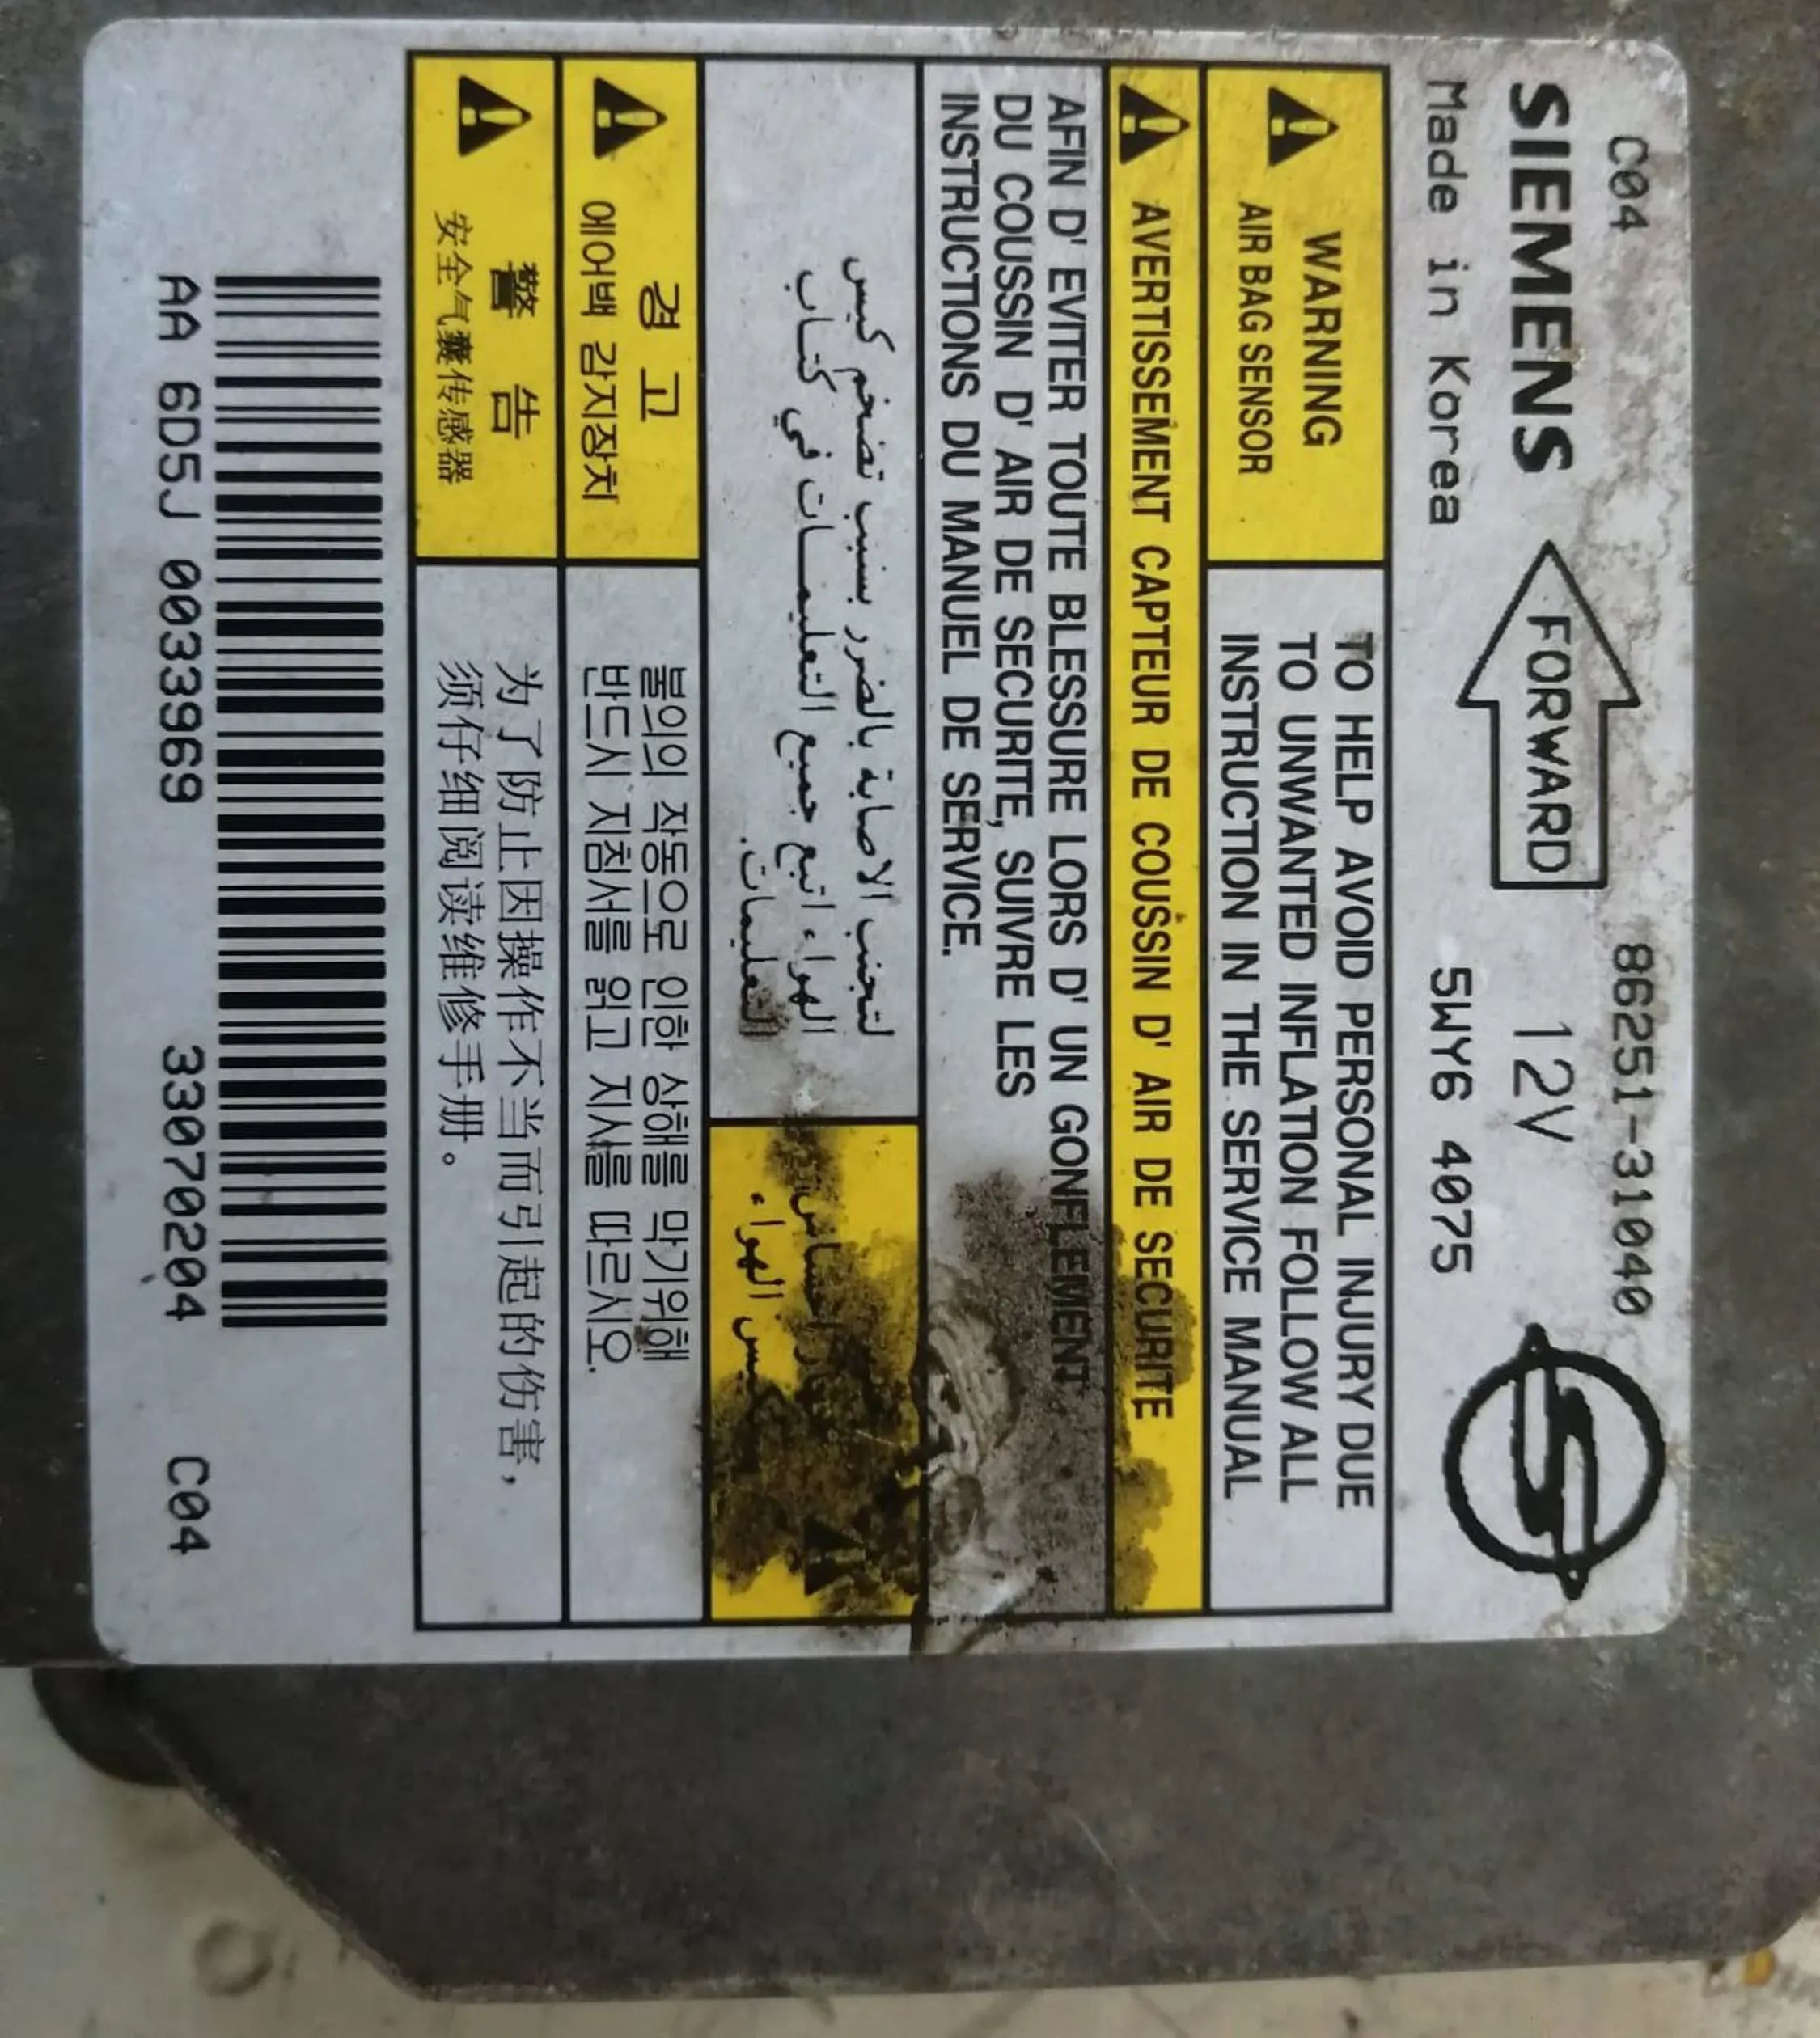 C04
86251-31040
SIEMENS
FORWARD
12V
Made in Korea
5WY6 4075
WARNING
AIR BAG SENSOR
TO HELP AVOID PERSONAL INJURY DUE
TO UNWANTED INFLATION FOLLOW ALL
INSTRUCTION IN THE SERVICE MANUAL
AVERTISSEMENT CAPTEUR DE COUSSIN D' AIR DE SECURITE
AFIN D' EVITER TOUTE BLESSURE LORS D' UN GONFLEMENT
DU COUSSIN D' AIR DE SECURITE, SUIVRE LES
INSTRUCTIONS DU MANUEL DE SERVICE.
لتجنب الاصابة بالضرر بسبب تضخم كيس
الهواء اتبع جميع التعليمات في كتاب
التعليمات.
كيس الهواء
경 고
에어백 감지장치
불의의 작동으로 인한 상해를 막기위해
반드시 지침서를 읽고 지시를 따르시오.
警 告
安全气囊传感器
为了防止因操作不当而引起的伤害,
须仔细阅读维修手册。
AA 6D5J 0033969 33070204 C04